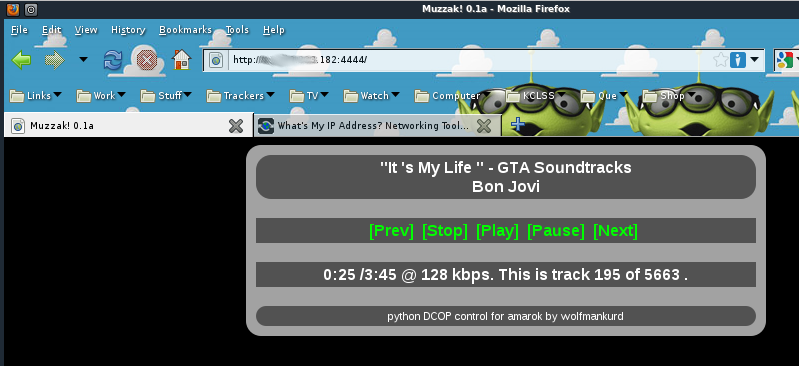 Muzzak! 0.1a - Mozilla Firefox
File Edit View History Bookmarks Tools Help
http:// .182:4444/
Links Work Stuff Trackers TV Watch Computer KCLSS Que Shop
Muzzak! 0.1a What's My IP Address? Networking Tool...
"It 's My Life " - GTA Soundtracks
Bon Jovi
[Prev] [Stop] [Play] [Pause] [Next]
0:25 /3:45 @ 128 kbps. This is track 195 of 5663 .
python DCOP control for amarok by wolfmankurd